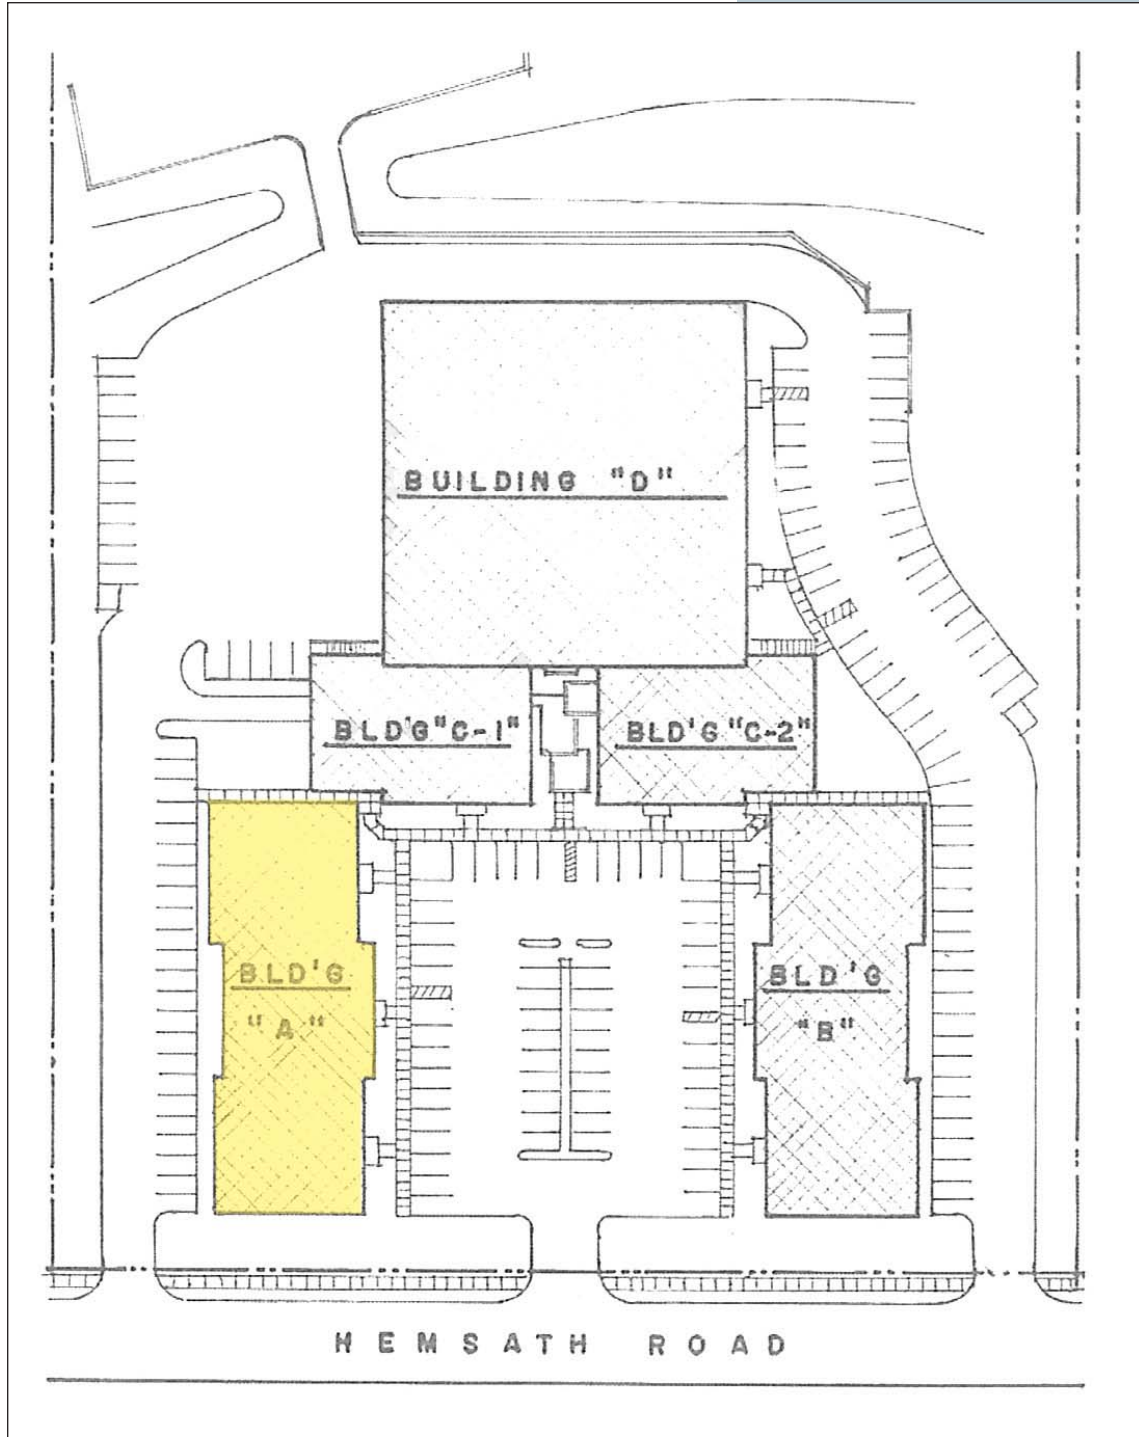 BUILDING "D"
BLD'G "C-1"
BLD'G "C-2"
BLD'G
"A"
BLD'G
"B"
HEMSATH ROAD